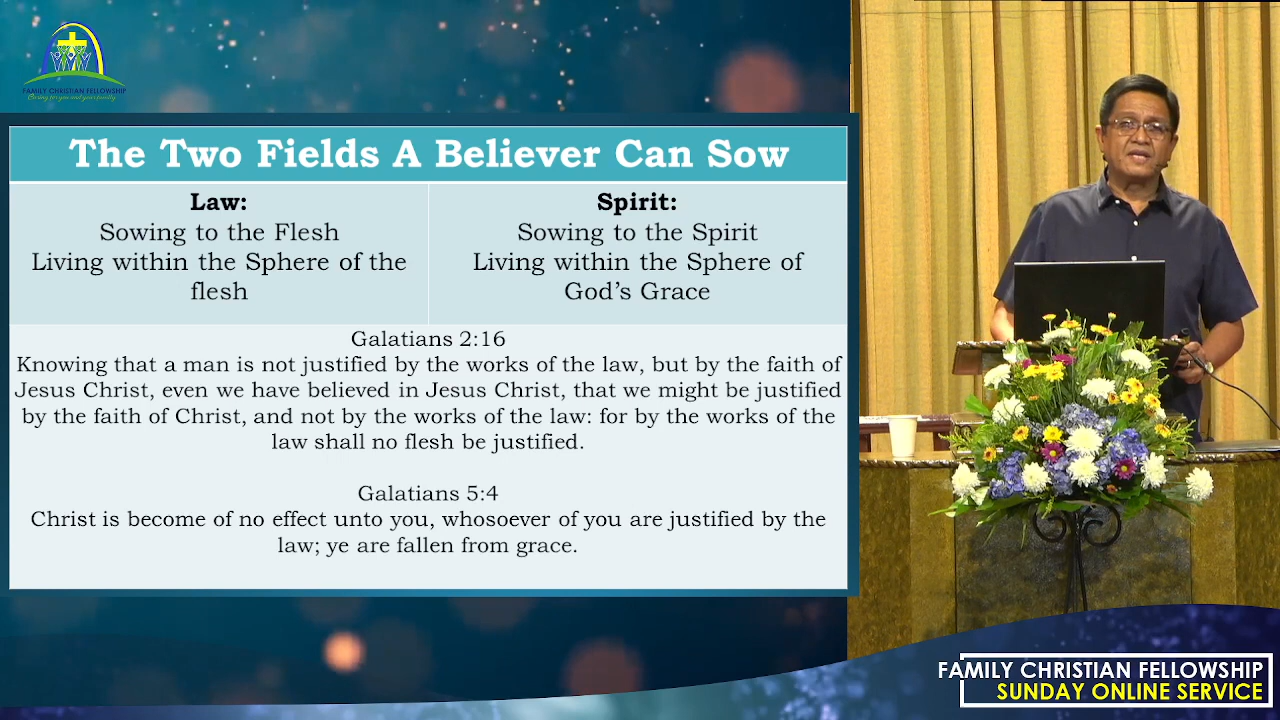 FAMILY CHRISTIAN FELLOWSHIP
Caring for you and your family
The Two Fields A Believer Can Sow
Law:
Sowing to the Flesh
Living within the Sphere of the
flesh
Spirit:
Sowing to the Spirit
Living within the Sphere of
God’s Grace
Galatians 2:16
Knowing that a man is not justified by the works of the law, but by the faith of
Jesus Christ, even we have believed in Jesus Christ, that we might be justified
by the faith of Christ, and not by the works of the law: for by the works of the
law shall no flesh be justified.
Galatians 5:4
Christ is become of no effect unto you, whosoever of you are justified by the
law; ye are fallen from grace.
FAMILY CHRISTIAN FELLOWSHIP
SUNDAY ONLINE SERVICE